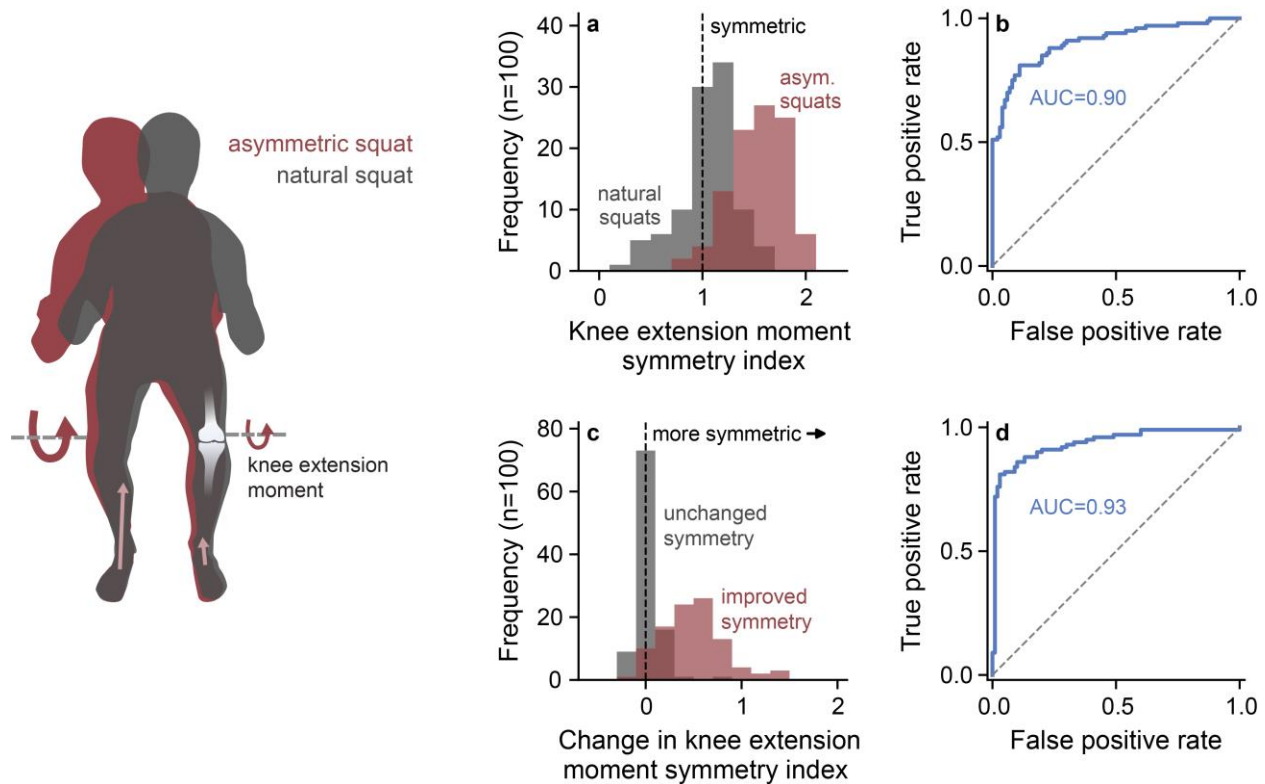 asymmetric squat
natural squat
knee extension
moment
a
symmetric
asym.
squats
natural
squats
Frequency (n=100)
40
30
20
10
0
0
1
2
Knee extension moment
symmetry index
b
AUC=0.90
True positive rate
1.0
0.5
0.0
0.0
0.5
1.0
False positive rate
c
more symmetric
unchanged
symmetry
improved
symmetry
Frequency (n=100)
80
60
40
20
0
0
1
2
Change in knee extension
moment symmetry index
d
AUC=0.93
True positive rate
1.0
0.5
0.0
0.0
0.5
1.0
False positive rate